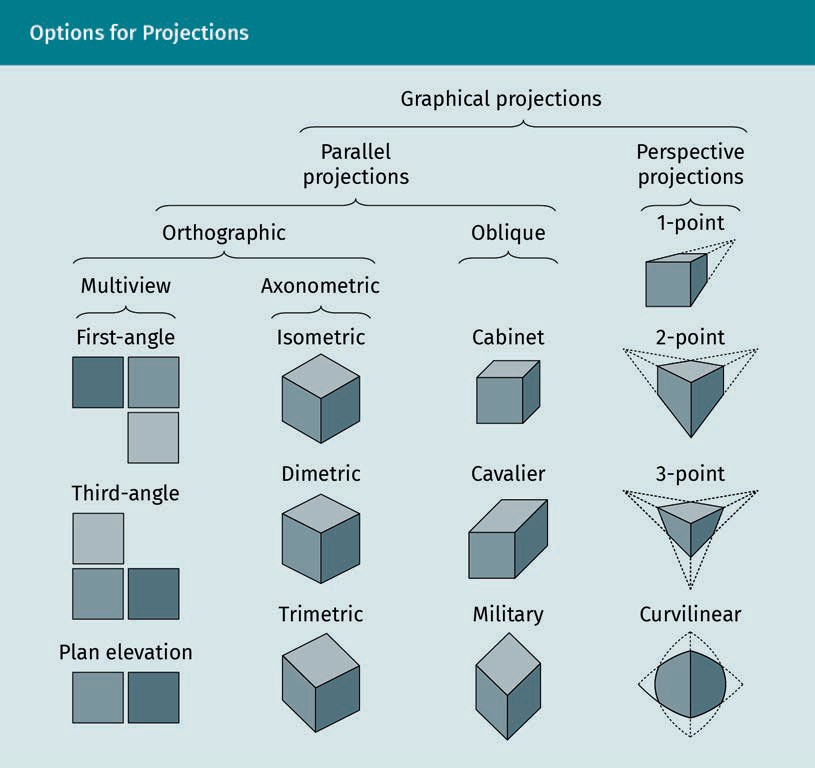 Options for Projections
Graphical projections
Parallel
projections
Perspective
projections
Orthographic
Oblique
1-point
Multiview
Axonometric
First-angle
Isometric
Cabinet
2-point
Dimetric
Cavalier
3-point
Third-angle
Trimetric
Military
Curvilinear
Plan elevation